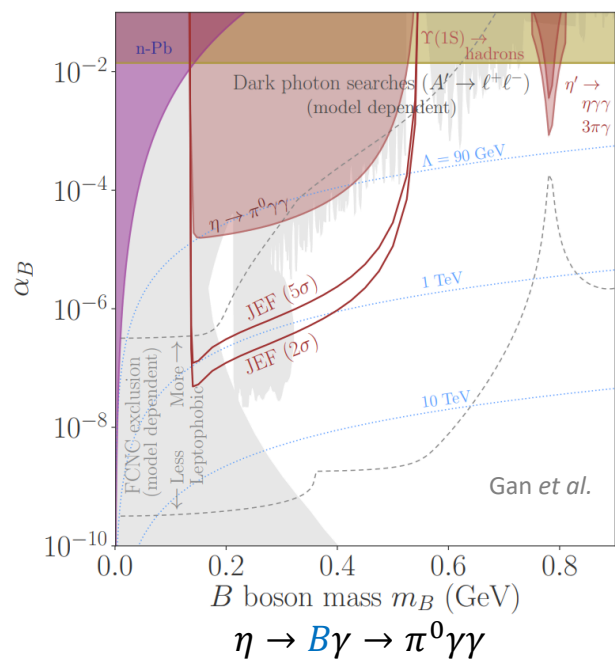 n-Pb
ϒ(1S) →
hadrons
10⁻²
Dark photon searches (A′ → ℓ⁺ℓ⁻)
(model dependent)
η′ →
ηγγ
3πγ
Λ = 90 GeV
10⁻⁴
η → π⁰γγ
α_B
1 TeV
10⁻⁶
JEF (5σ)
JEF (2σ)
FCNC exclusion
(model dependent)
← Less More →
Leptophobic
10 TeV
10⁻⁸
Gan et al.
10⁻¹⁰
0.0 0.2 0.4 0.6 0.8
B boson mass m_B (GeV)
η → Bγ → π⁰γγ